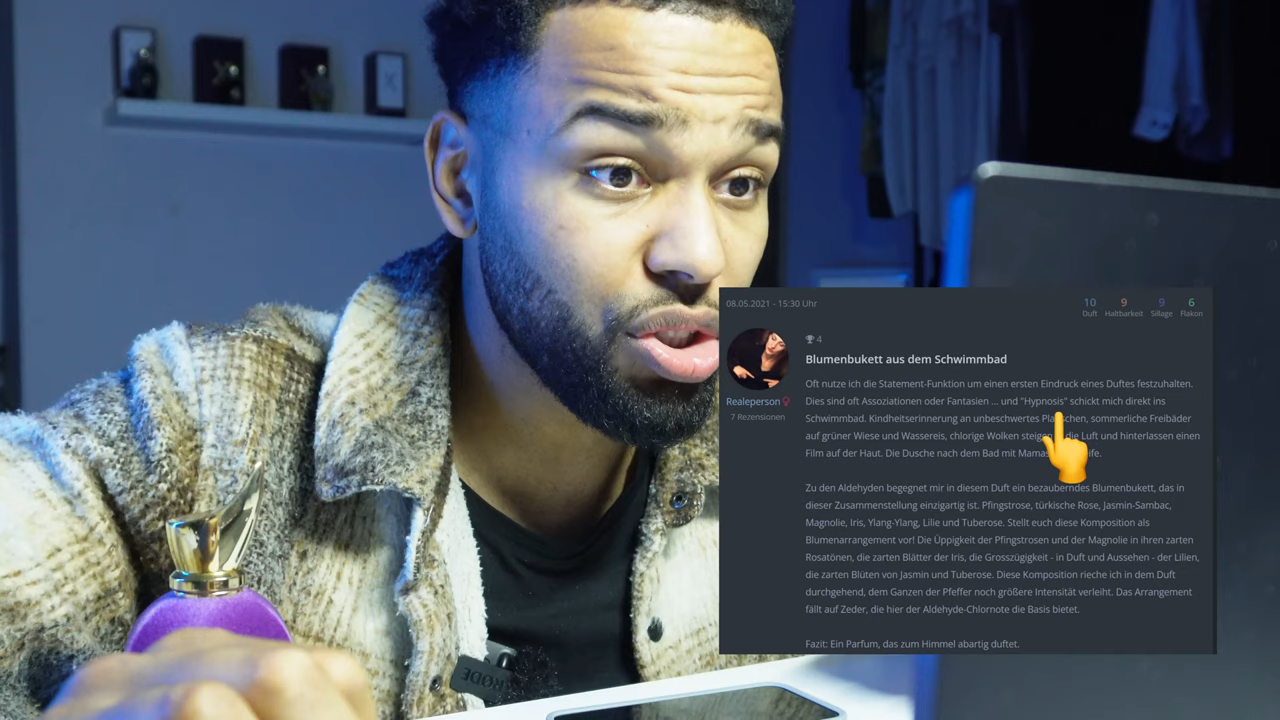 08.05.2021 - 15:30 Uhr
10 9 9 6
Duft Haltbarkeit Sillage Flakon
4
Blumenbukett aus dem Schwimmbad
Oft nutze ich die Statement-Funktion um einen ersten Eindruck eines Duftes festzuhalten.
Dies sind oft Assoziationen oder Fantasien ... und "Hypnosis" schickt mich direkt ins
Schwimmbad. Kindheitserinnerung an unbeschwertes sommerliche Freibäder
auf grüner Wiese und Wassereis, chlorige Wolken die Luft und hinterlassen einen
Film auf der Haut. Die Dusche nach dem Bad mit
Realeperson
7 Rezensionen
Zu den Aldehyden begegnet mir in diesem Duft ein bezauberndes Blumenbukett, das in
dieser Zusammenstellung einzigartig ist. Pfingstrose, türkische Rose, Jasmin-Sambac,
Magnolie, Iris, Ylang-Ylang, Lilie und Tuberose. Stellt euch diese Komposition als
Blumenarrangement vor! Die Üppigkeit der Pfingstrosen und der Magnolie in ihren zarten
Rosatönen, die zarten Blätter der Iris, die Grosszügigkeit - in Duft und Aussehen - der Lilien,
die zarten Blüten von Jasmin und Tuberose. Diese Komposition rieche ich in dem Duft
durchgehend, dem Ganzen der Pfeffer noch größere Intensität verleiht. Das Arrangement
fällt auf Zeder, die hier der Aldehyde-Chlornote die Basis bietet.
Fazit: Ein Parfum, das zum Himmel abartig duftet.
RØDE